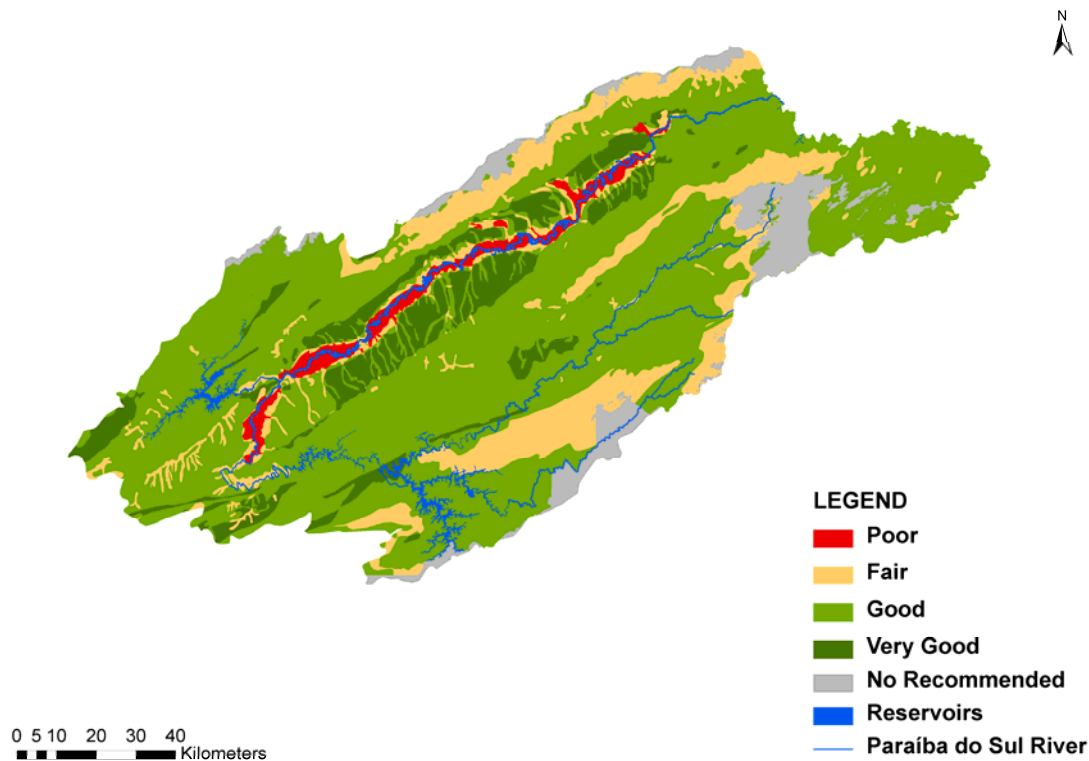 N
LEGEND
Poor
Fair
Good
Very Good
No Recommended
Reservoirs
Paraíba do Sul River
0 5 10 20 30 40
Kilometers